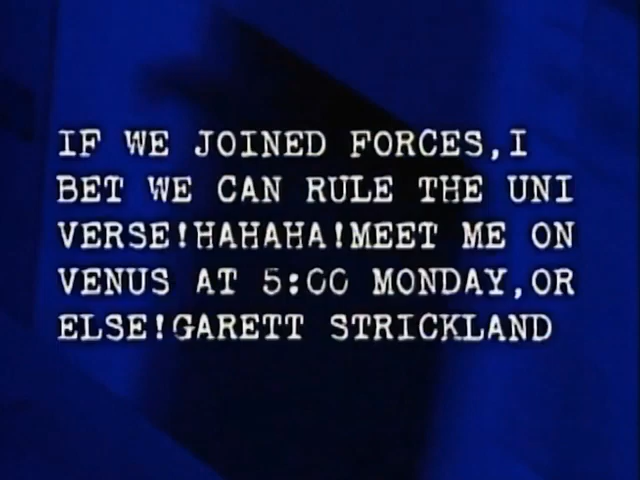 IF WE JOINED FORCES,I
BET WE CAN RULE THE UNI
VERSE!HAHAHA!MEET ME ON
VENUS AT 5:00 MONDAY,OR
ELSE!GARETT STRICKLAND